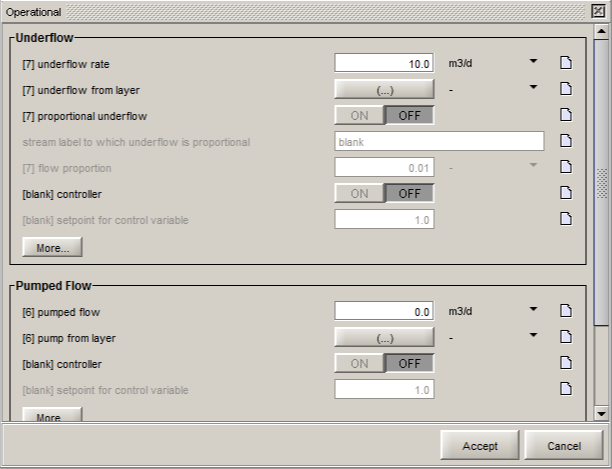 Operational
Underflow
[7] underflow rate 10.0 m3/d
[7] underflow from layer (...) -
[7] proportional underflow ON OFF
stream label to which underflow is proportional blank
[7] flow proportion 0.01 -
[blank] controller ON OFF
[blank] setpoint for control variable 1.0
More...
Pumped Flow
[6] pumped flow 0.0 m3/d
[6] pump from layer (...) -
[blank] controller ON OFF
[blank] setpoint for control variable 1.0
More...
Accept Cancel